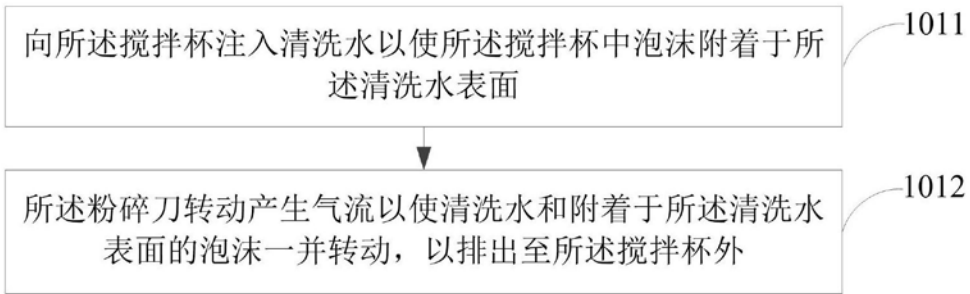 向所述搅拌杯注入清洗水以使所述搅拌杯中泡沫附着于所
述清洗水表面
1011
所述粉碎刀转动产生气流以使清洗水和附着于所述清洗水
表面的泡沫一并转动，以排出至所述搅拌杯外
1012